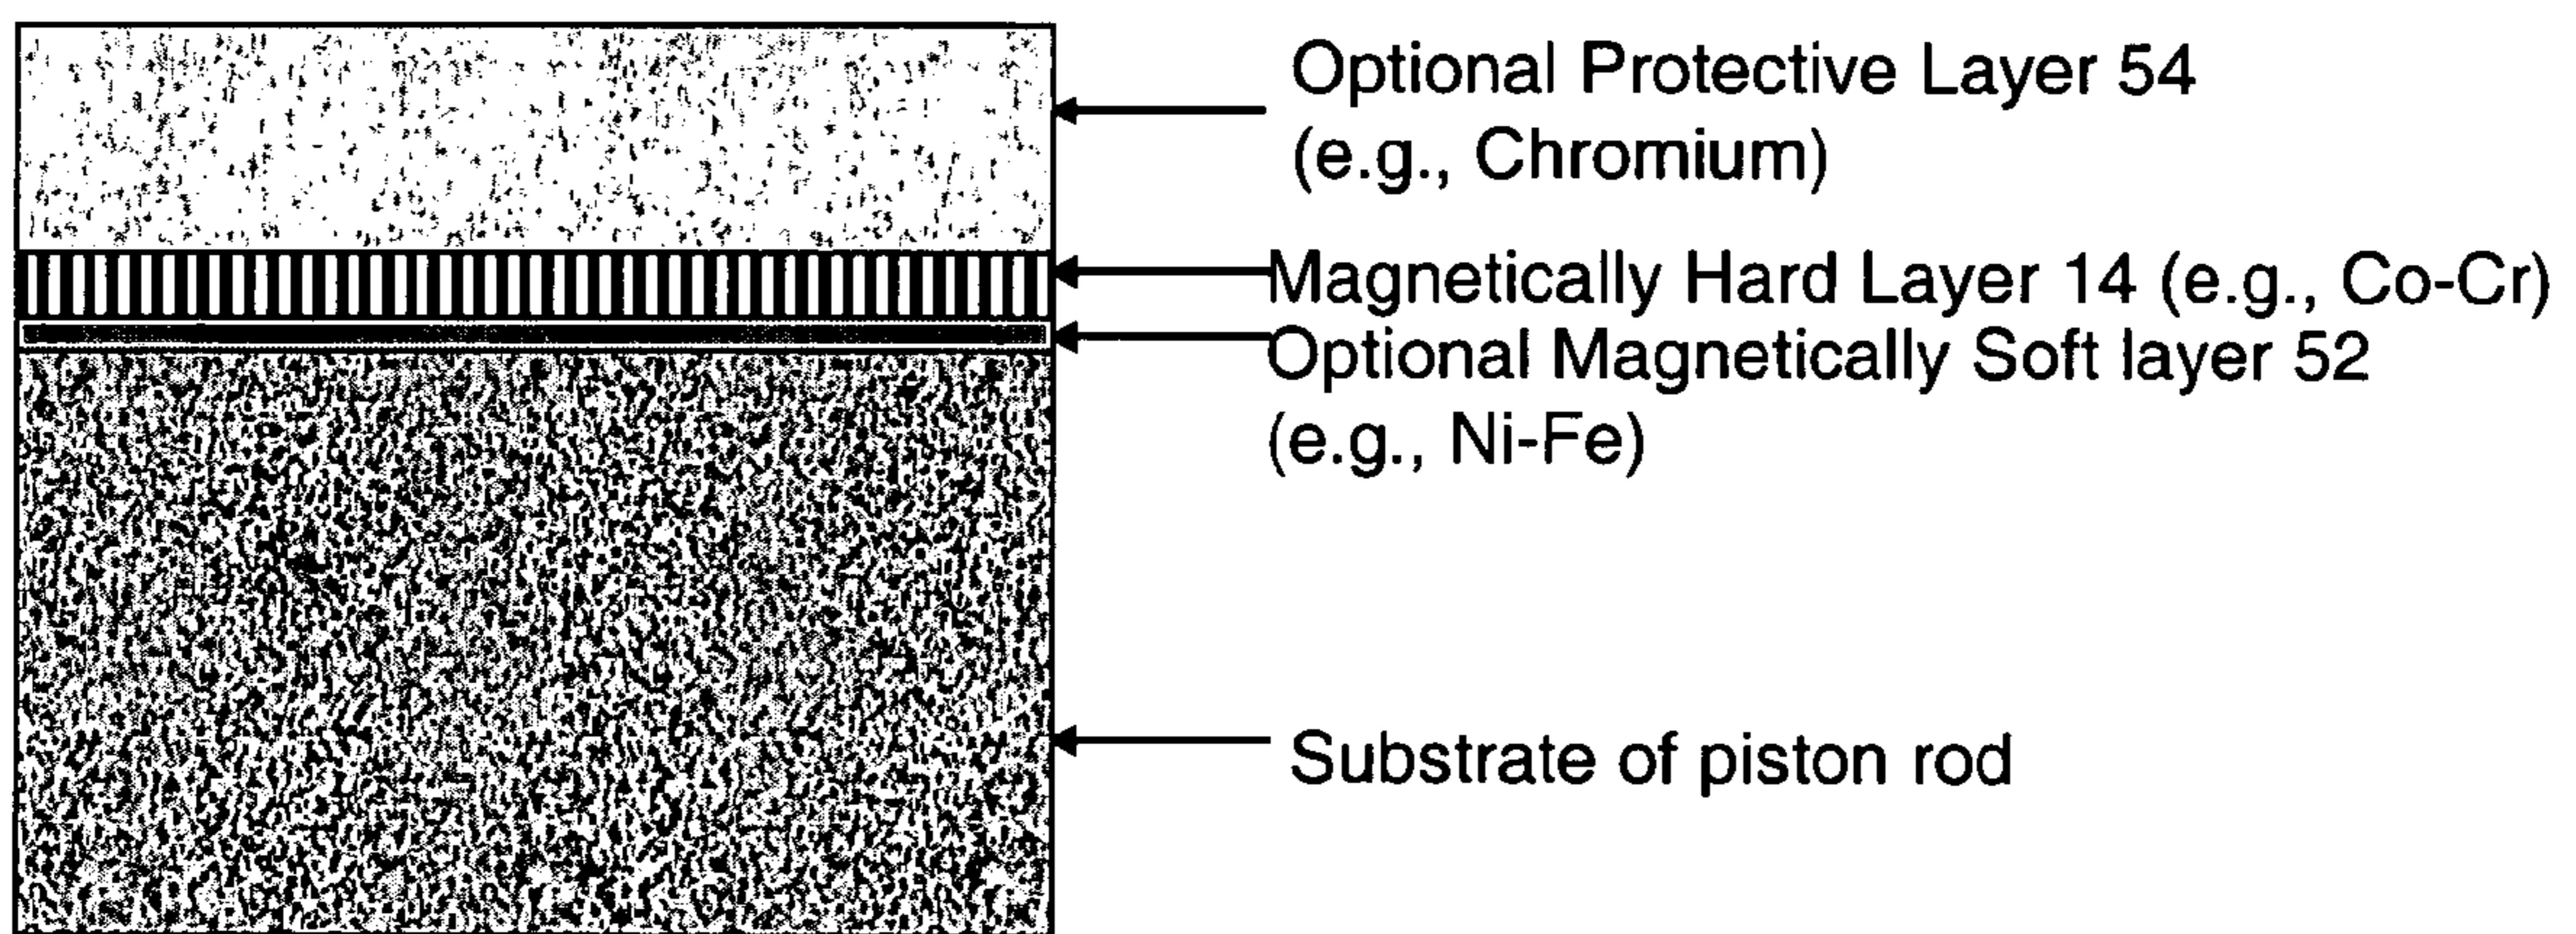 Optional Protective Layer 54
(e.g., Chromium)
Magnetically Hard Layer 14 (e.g., Co-Cr)
Optional Magnetically Soft layer 52
(e.g., Ni-Fe)
Substrate of piston rod